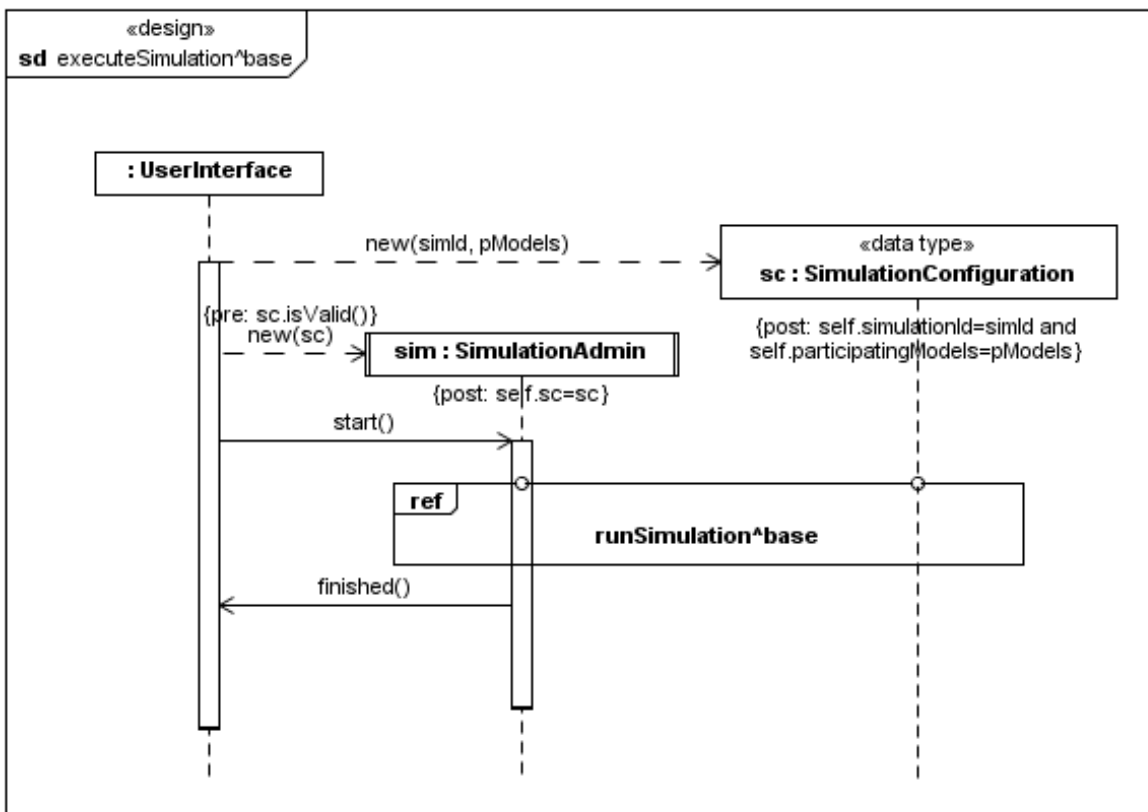 «design»
sd executeSimulation^base
: UserInterface
new(simId, pModels)
«data type»
sc : SimulationConfiguration
{post: self.simulationId=simId and
self.participatingModels=pModels}
{pre: sc.isValid()}
new(sc)
sim : SimulationAdmin
{post: self.sc=sc}
start()
ref
runSimulation^base
finished()